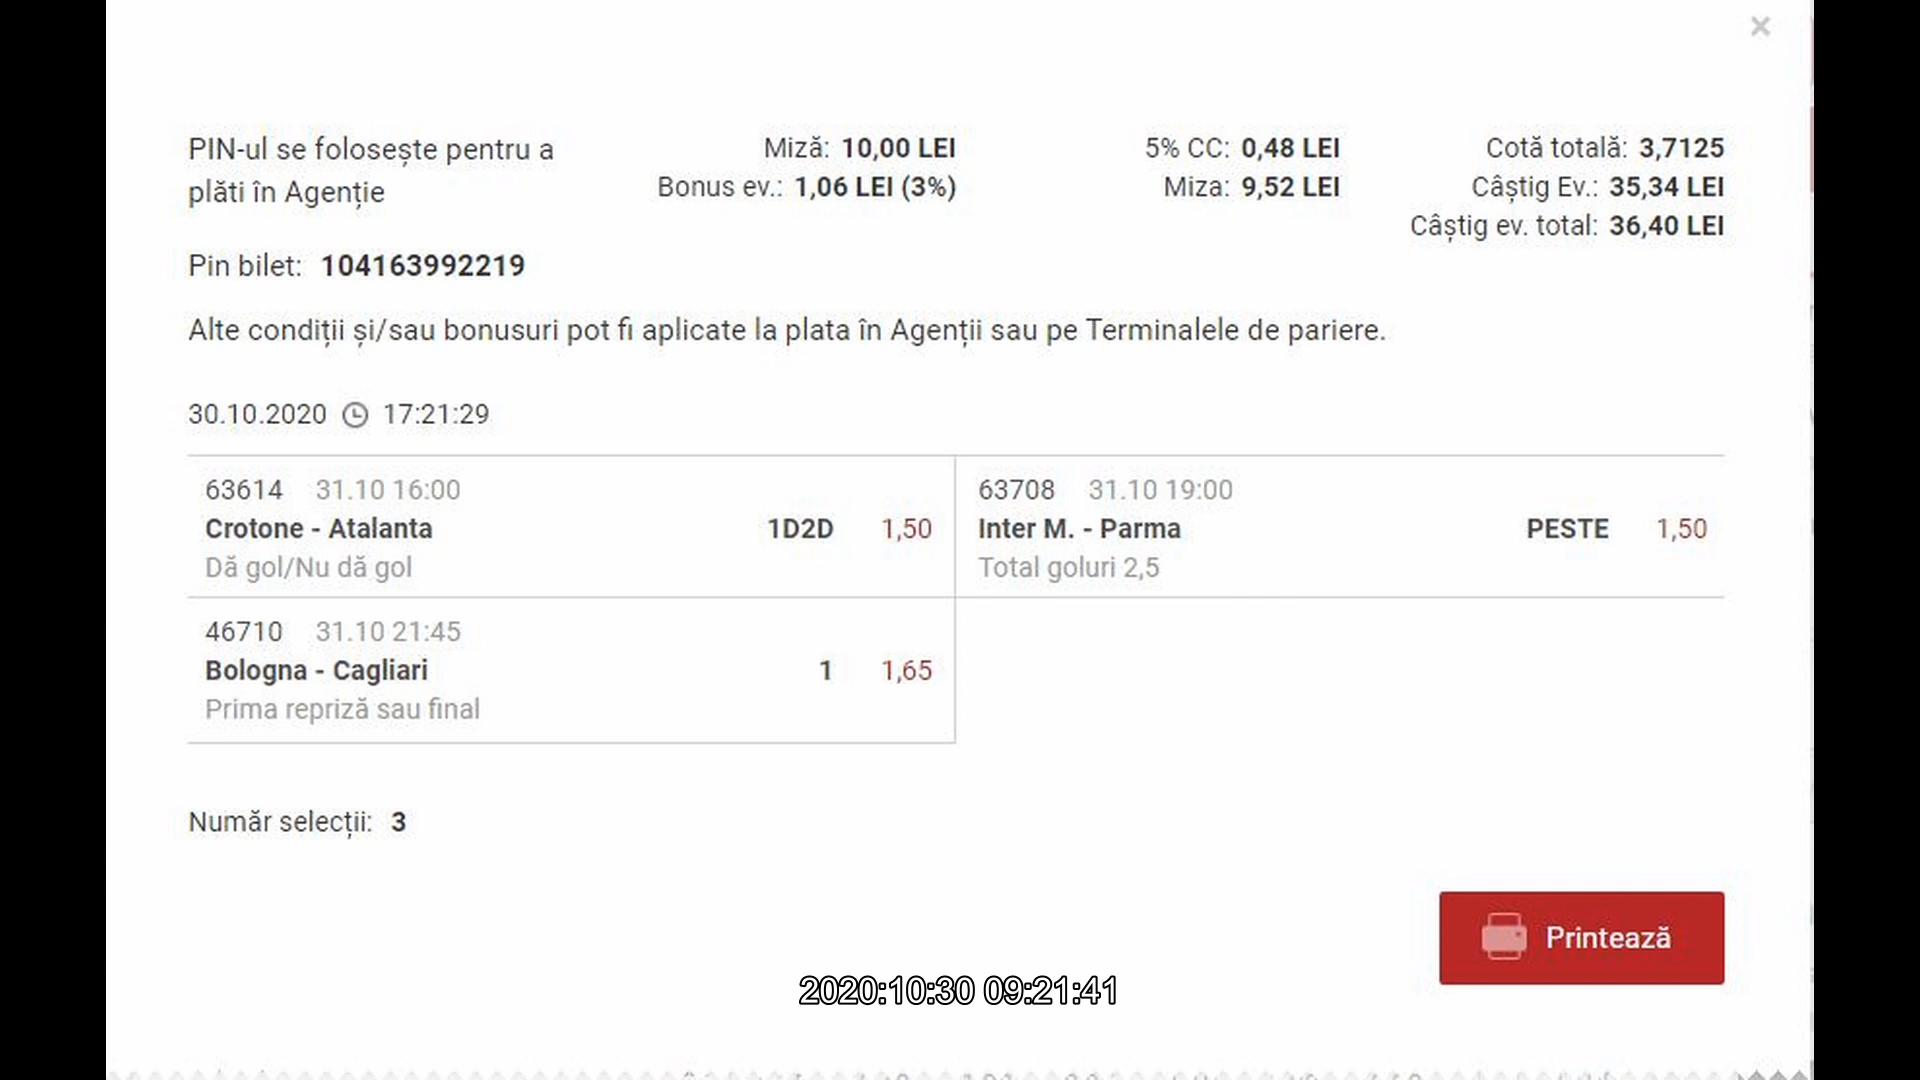 ×
PIN-ul se folosește pentru a
plăti în Agenție
Pin bilet: 104163992219
Miză: 10,00 LEI
Bonus ev.: 1,06 LEI (3%)
5% CC: 0,48 LEI
Miza: 9,52 LEI
Cotă totală: 3,7125
Câștig Ev.: 35,34 LEI
Câștig ev. total: 36,40 LEI
Alte condiții și/sau bonusuri pot fi aplicate la plata în Agenții sau pe Terminalele de pariere.
30.10.2020 17:21:29
63614 31.10 16:00
Crotone - Atalanta 1D2D 1,50
Dă gol/Nu dă gol
63708 31.10 19:00
Inter M. - Parma PESTE 1,50
Total goluri 2,5
46710 31.10 21:45
Bologna - Cagliari 1 1,65
Prima repriză sau final
Număr selecții: 3
Printează
2020:10:30 09:21:41